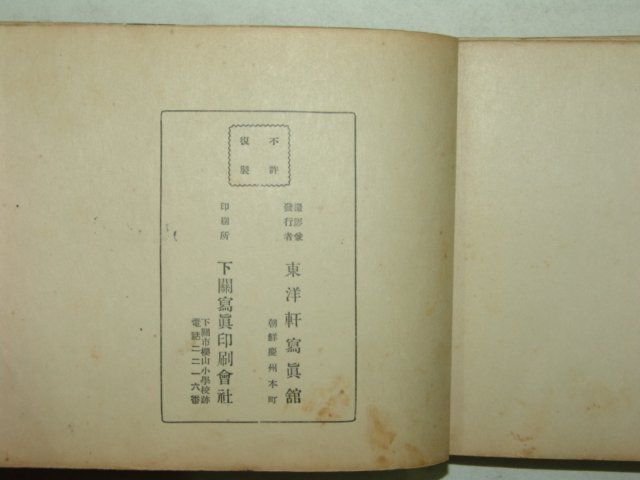 不許
復製
撮影兼
發行者
東洋軒寫眞舘
朝鮮慶州本町
印刷所
下關寫眞印刷會社
下關市櫻山小學校跡
電話二二一六番